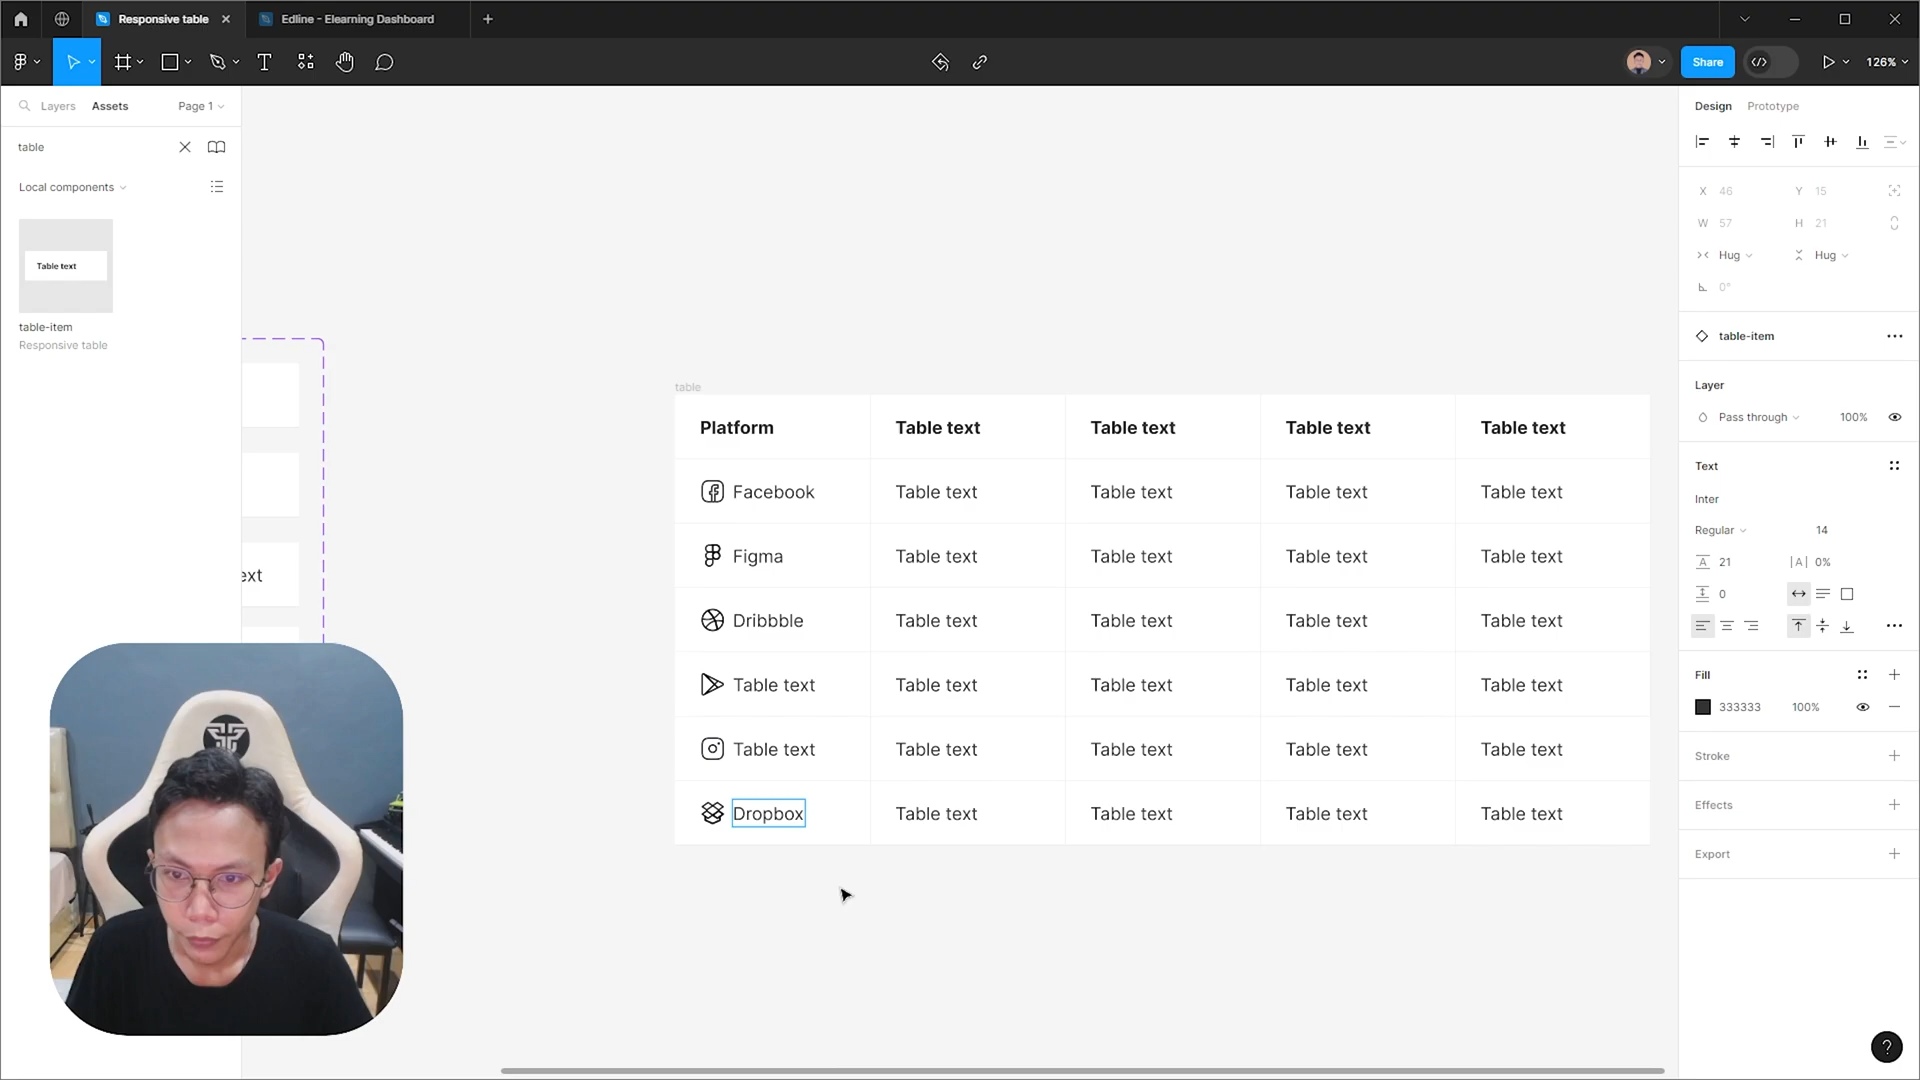 Responsive table
Edline - Elearning Dashboard
Share
126%
Layers
Assets
Page 1
table
Local components
Table text
table-item
Responsive table
ext
table
Platform Table text Table text Table text Table text
Facebook Table text Table text Table text Table text
Figma Table text Table text Table text Table text
Dribbble Table text Table text Table text Table text
Table text Table text Table text Table text Table text
Table text Table text Table text Table text Table text
Dropbox Table text Table text Table text Table text
Design Prototype
X 46 Y 15
W 57 H 21
Hug Hug
0°
table-item
Layer
Pass through 100%
Text
Inter
Regular 14
21 |A| 0%
0
Fill
333333 100%
Stroke
Effects
Export
?